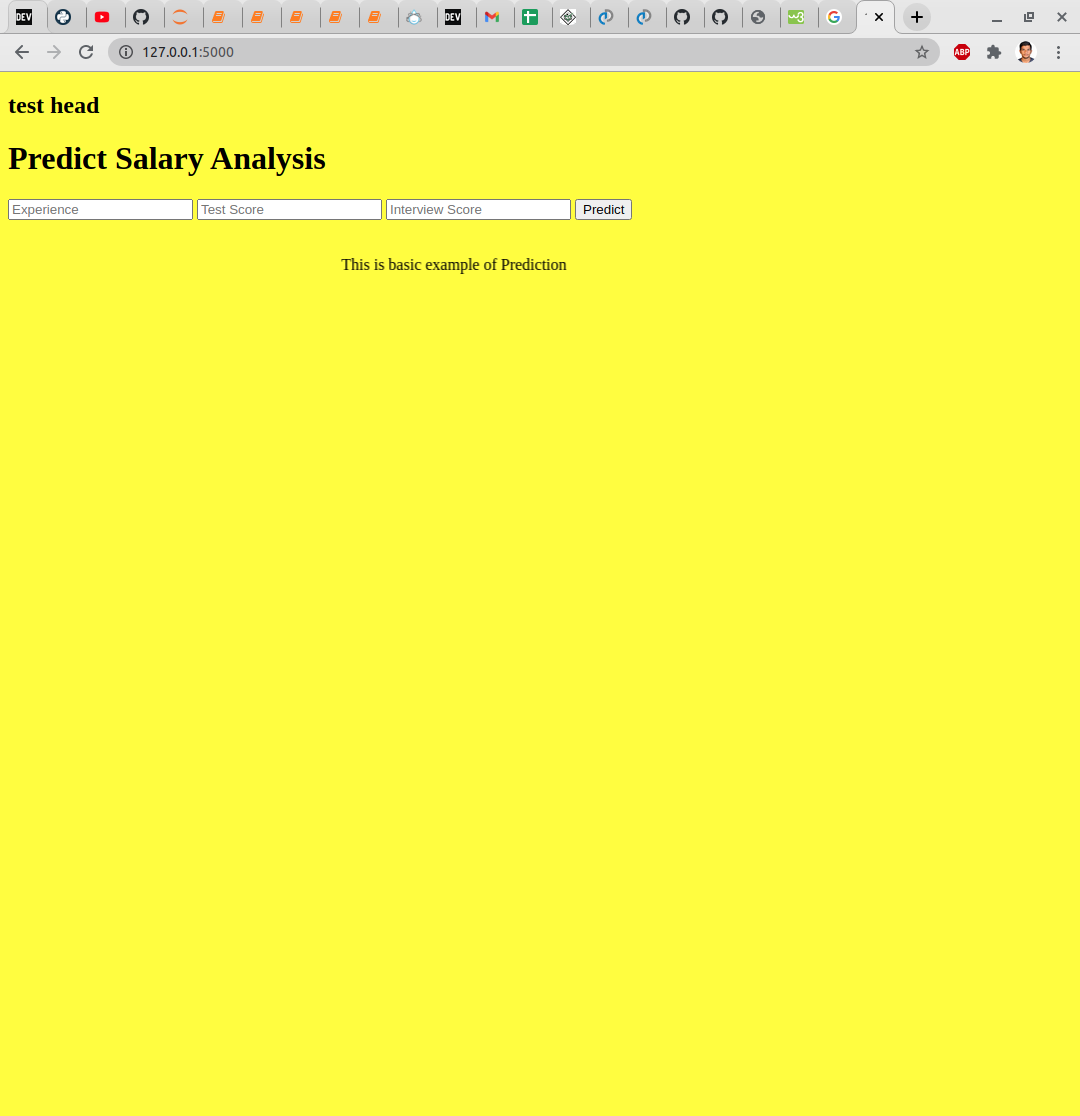 DEV DEV w3 G
127.0.0.1:5000 ABP
test head
Predict Salary Analysis
Experience Test Score Interview Score Predict
This is basic example of Prediction